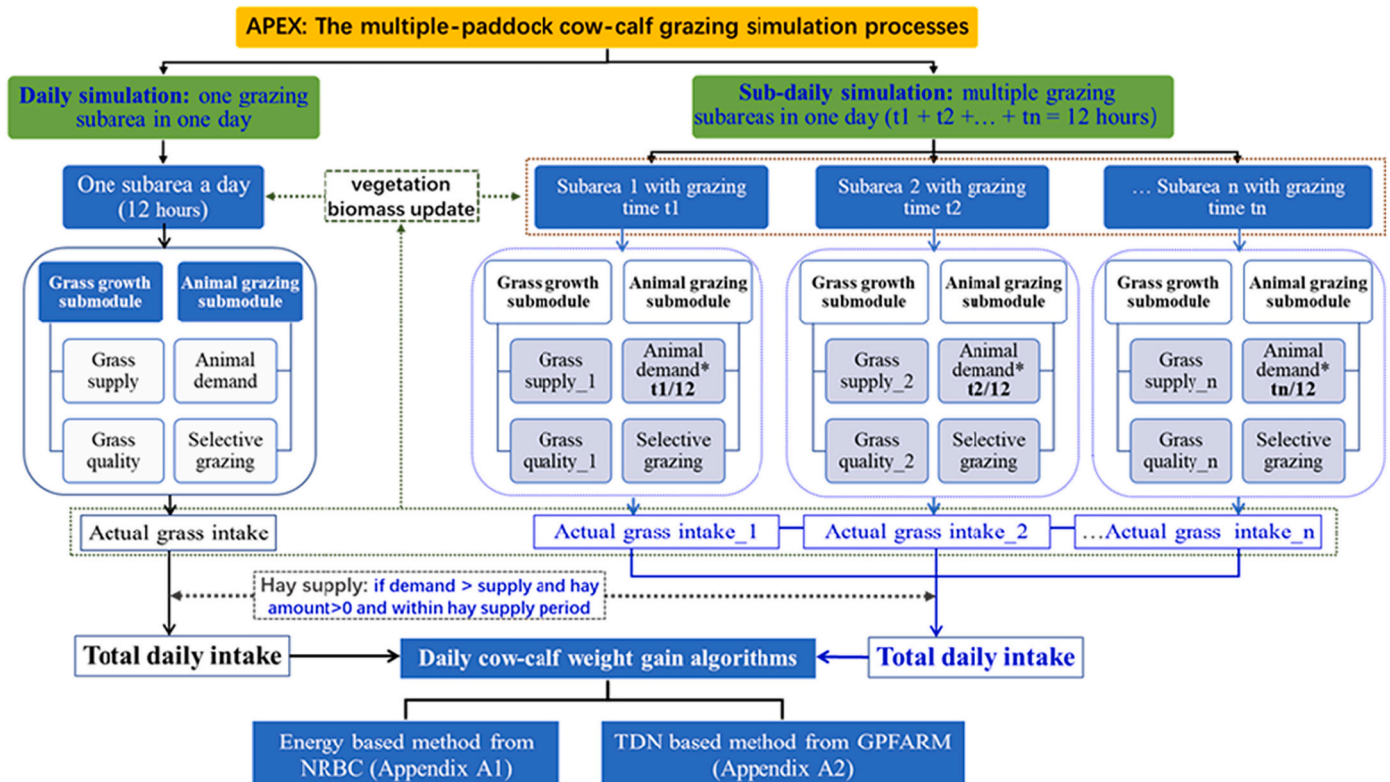 APEX: The multiple-paddock cow-calf grazing simulation processes
Daily simulation: one grazing
subarea in one day
Sub-daily simulation: multiple grazing
subareas in one day (t1 + t2 +… + tn = 12 hours)
One subarea a day
(12 hours)
vegetation
biomass update
Subarea 1 with grazing
time t1
Subarea 2 with grazing
time t2
… Subarea n with grazing
time tn
Grass growth
submodule
Animal grazing
submodule
Grass
supply
Animal
demand
Grass
quality
Selective
grazing
Grass growth
submodule
Animal grazing
submodule
Grass
supply_1
Animal
demand*
t1/12
Grass
quality_1
Selective
grazing
Grass growth
submodule
Animal grazing
submodule
Grass
supply_2
Animal
demand*
t2/12
Grass
quality_2
Selective
grazing
Grass growth
submodule
Animal grazing
submodule
Grass
supply_n
Animal
demand*
tn/12
Grass
quality_n
Selective
grazing
Actual grass intake
Actual grass intake_1
Actual grass intake_2
…Actual grass intake_n
Hay supply: if demand > supply and hay
amount>0 and within hay supply period
Total daily intake
Daily cow-calf weight gain algorithms
Total daily intake
Energy based method from
NRBC (Appendix A1)
TDN based method from GPFARM
(Appendix A2)